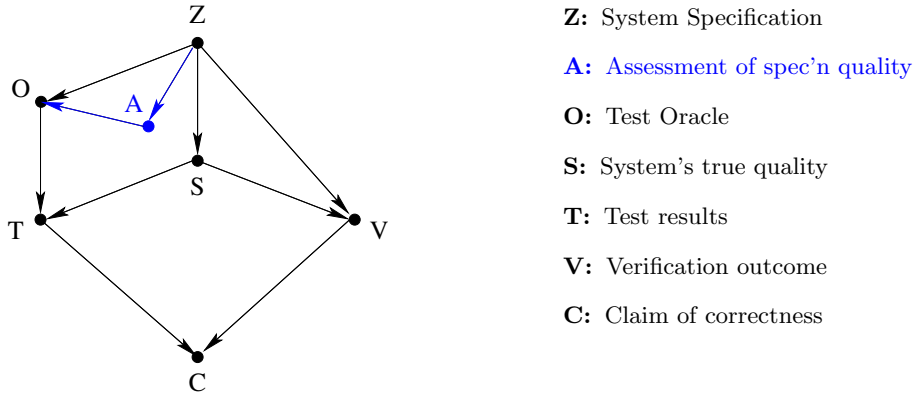 Z
O
A
S
T
V
C
Z: System Specification
A: Assessment of spec'n quality
O: Test Oracle
S: System's true quality
T: Test results
V: Verification outcome
C: Claim of correctness